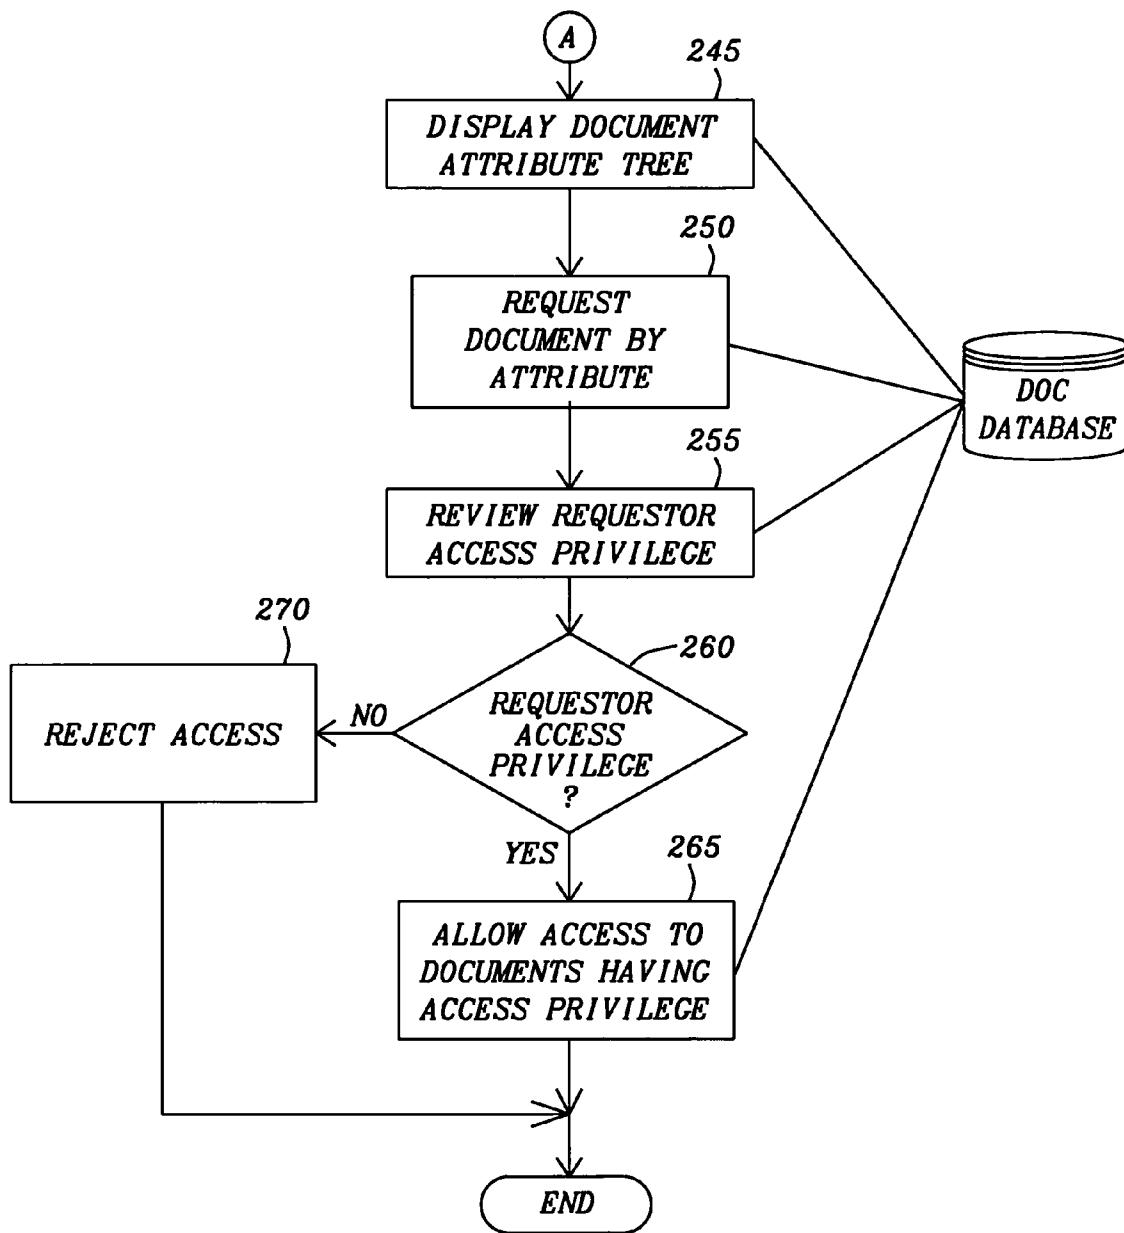 A
245
DISPLAY DOCUMENT
ATTRIBUTE TREE
250
REQUEST
DOCUMENT BY
ATTRIBUTE
DOC
DATABASE
255
REVIEW REQUESTOR
ACCESS PRIVILEGE
270
REJECT ACCESS
NO
260
REQUESTOR
ACCESS
PRIVILEGE
?
YES
265
ALLOW ACCESS TO
DOCUMENTS HAVING
ACCESS PRIVILEGE
END